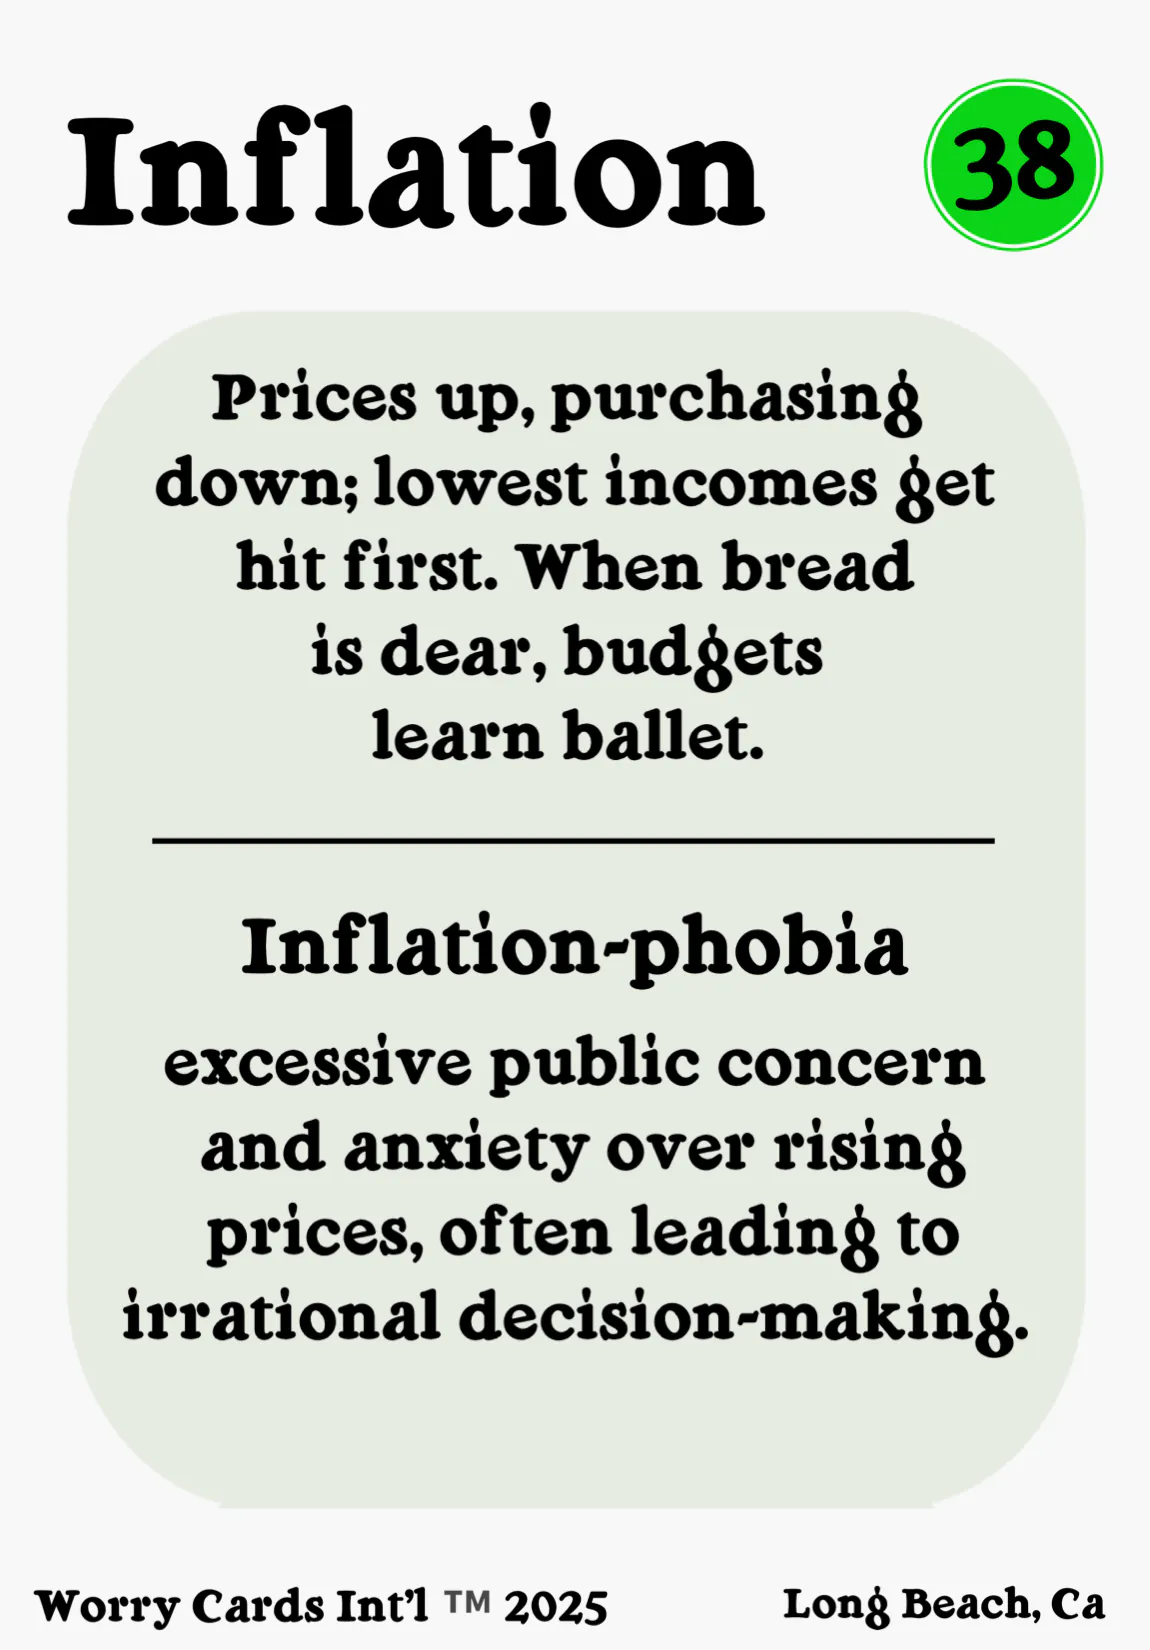 Inflation
38
Prices up, purchasing
down; lowest incomes get
hit first. When bread
is dear, budgets
learn ballet.
Inflation-phobia
excessive public concern
and anxiety over rising
prices, often leading to
irrational decision-making.
Worry Cards Int'l ™ 2025
Long Beach, Ca